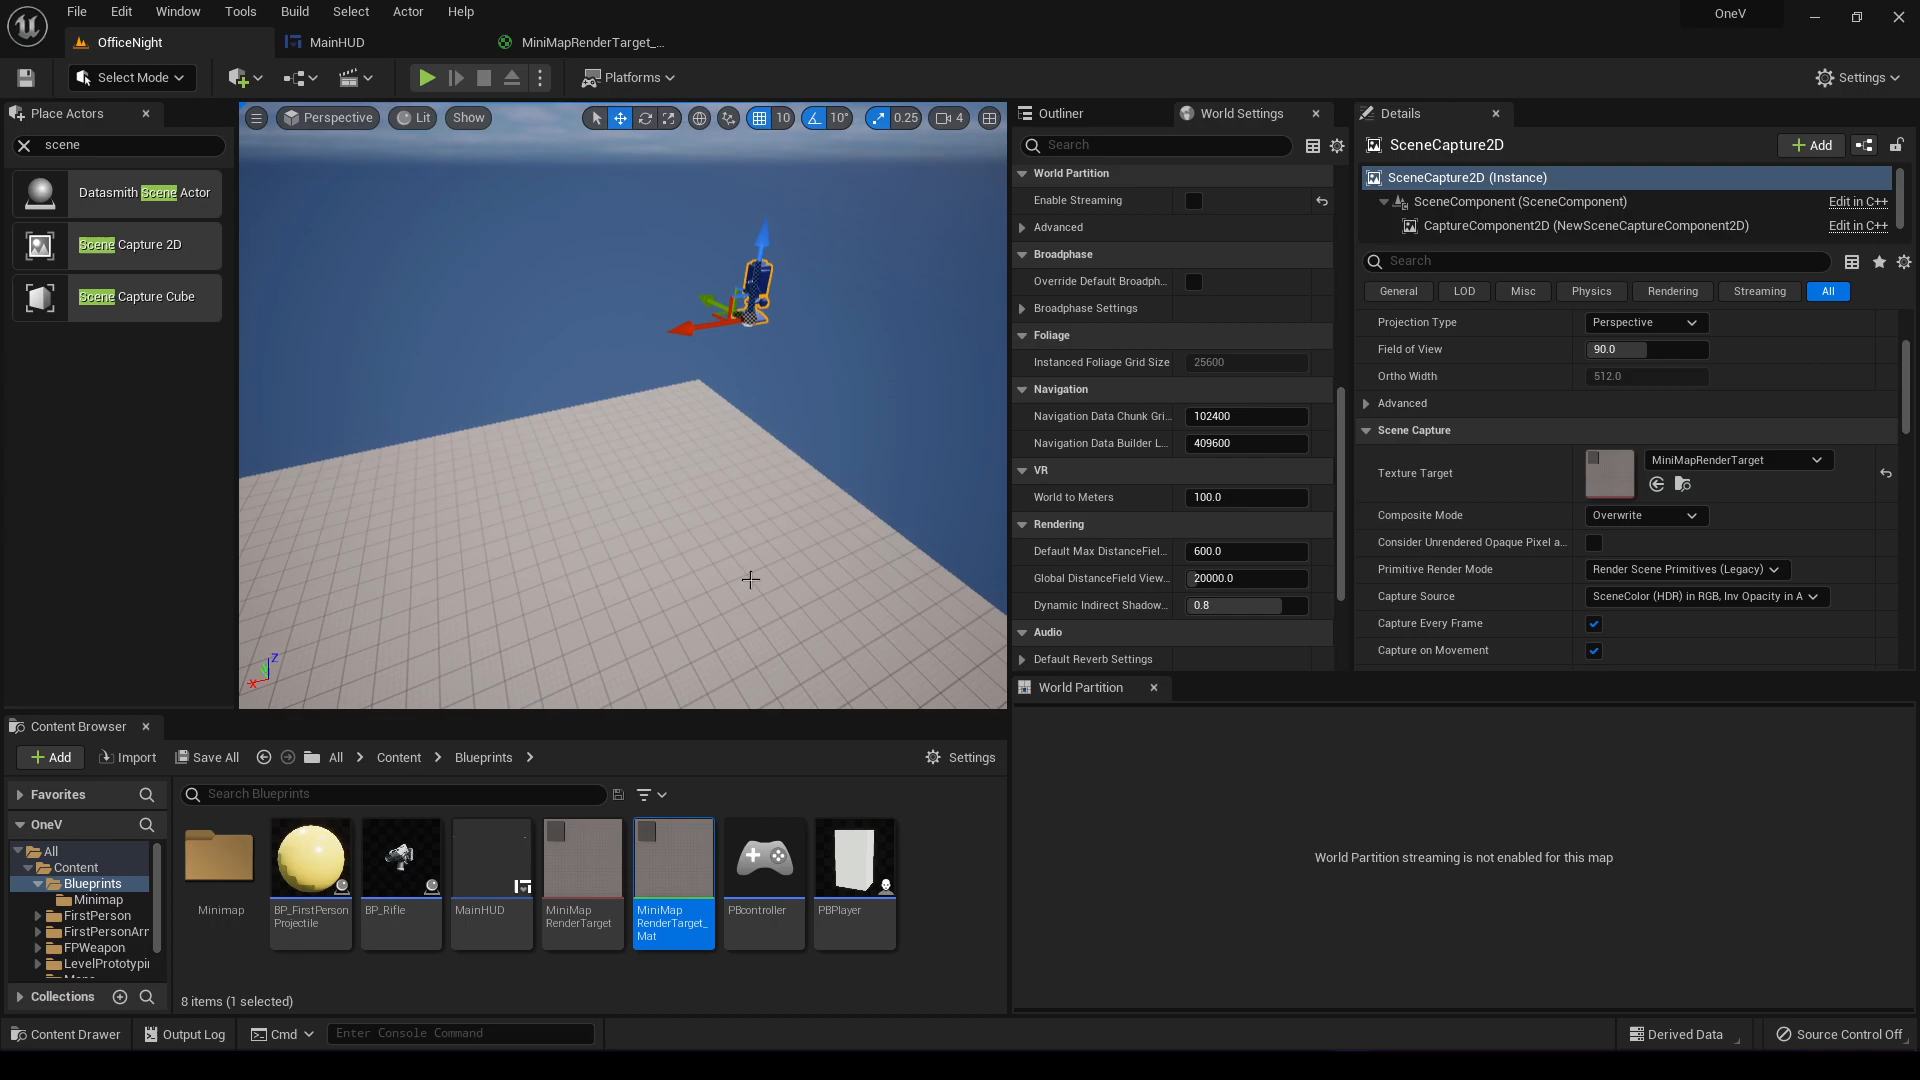 File Edit Window Tools Build Select Actor Help
OneV
OfficeNight
MainHUD
MiniMapRenderTarget_...
Select Mode
Platforms
Settings
Place Actors
scene
Datasmith Scene Actor
Scene Capture 2D
Scene Capture Cube
Perspective
Lit
Show
10
10°
0.25
4
Z
X
Outliner
World Settings
Search
World Partition
Enable Streaming
Advanced
Broadphase
Override Default Broadph...
Broadphase Settings
Foliage
Instanced Foliage Grid Size 25600
Navigation
Navigation Data Chunk Gri... 102400
Navigation Data Builder L... 409600
VR
World to Meters 100.0
Rendering
Default Max DistanceFiel... 600.0
Global DistanceField View... 20000.0
Dynamic Indirect Shadow... 0.8
Audio
Default Reverb Settings
Details
SceneCapture2D
Add
SceneCapture2D (Instance)
SceneComponent (SceneComponent) Edit in C++
CaptureComponent2D (NewSceneCaptureComponent2D) Edit in C++
Search
General LOD Misc Physics Rendering Streaming All
Projection Type Perspective
Field of View 90.0
Ortho Width 512.0
Advanced
Scene Capture
Texture Target MiniMapRenderTarget
Composite Mode Overwrite
Consider Unrendered Opaque Pixel a...
Primitive Render Mode Render Scene Primitives (Legacy)
Capture Source SceneColor (HDR) in RGB, Inv Opacity in A
Capture Every Frame
Capture on Movement
World Partition
World Partition streaming is not enabled for this map
Content Browser
Add Import Save All All Content Blueprints Settings
Favorites
OneV
All
Content
Blueprints
Minimap
FirstPerson
FirstPersonArr
FPWeapon
LevelPrototypi
Collections
Search Blueprints
Minimap
BP_FirstPerson
Projectile
BP_Rifle
MainHUD
MiniMap
RenderTarget
MiniMap
RenderTarget_
Mat
PBcontroller
PBPlayer
8 items (1 selected)
Content Drawer Output Log Cmd Enter Console Command
Derived Data Source Control Off